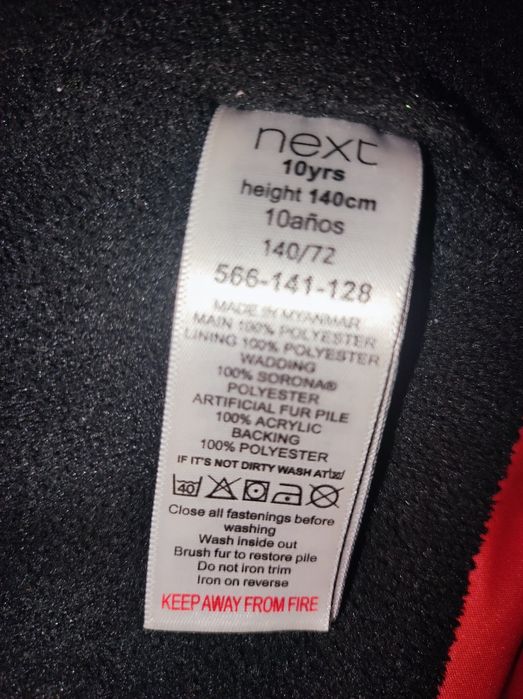 next
10yrs
height 140cm
10años
140/72
566-141-128
MADE IN MYANMAR
MAIN 100% POLYESTER
LINING 100% POLYESTER
WADDING
100% SORONA®
POLYESTER
ARTIFICIAL FUR PILE
100% ACRYLIC
BACKING
100% POLYESTER
IF IT'S NOT DIRTY WASH AT
40
Close all fastenings before
washing
Wash inside out
Brush fur to restore pile
Do not iron trim
Iron on reverse
KEEP AWAY FROM FIRE